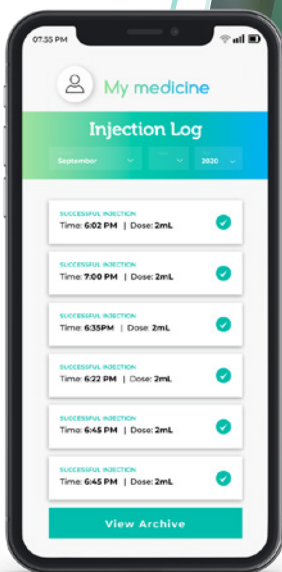 07:55 PM
My medicine
Injection Log
September
2020
SUCCESSFUL INJECTION
Time: 6:02 PM | Dose: 2mL
SUCCESSFUL INJECTION
Time: 7:00 PM | Dose: 2mL
SUCCESSFUL INJECTION
Time: 6:35PM | Dose: 2mL
SUCCESSFUL INJECTION
Time: 6:22 PM | Dose: 2mL
SUCCESSFUL INJECTION
Time: 6:45 PM | Dose: 2mL
SUCCESSFUL INJECTION
Time: 6:45 PM | Dose: 2mL
View Archive